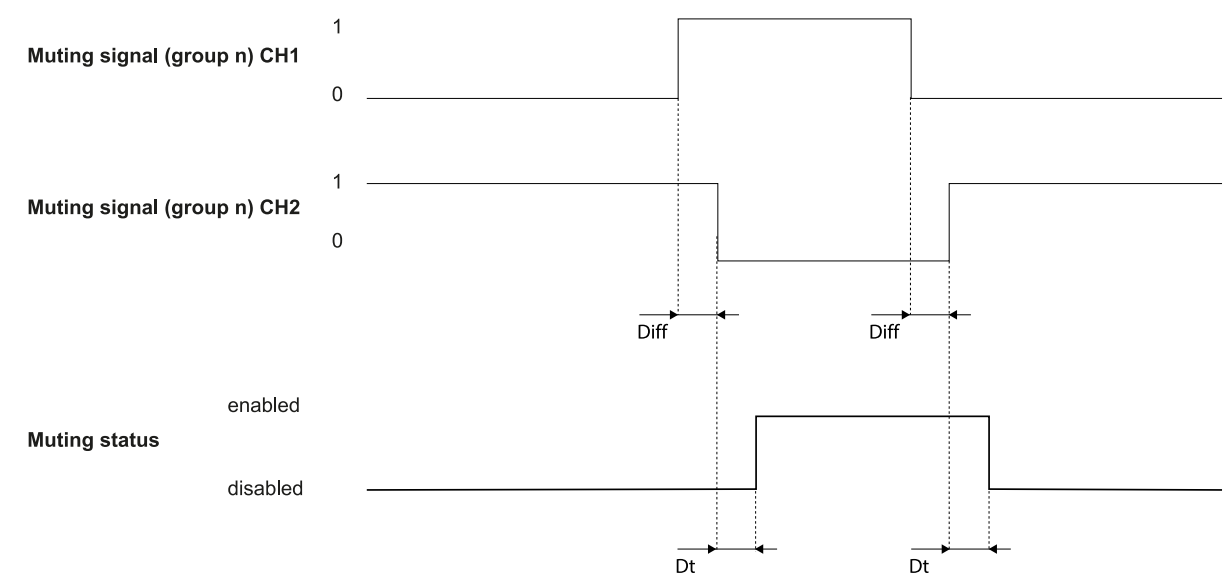 1
Muting signal (group n) CH1
0
1
Muting signal (group n) CH2
0
Diff
Diff
enabled
Muting status
disabled
Dt
Dt